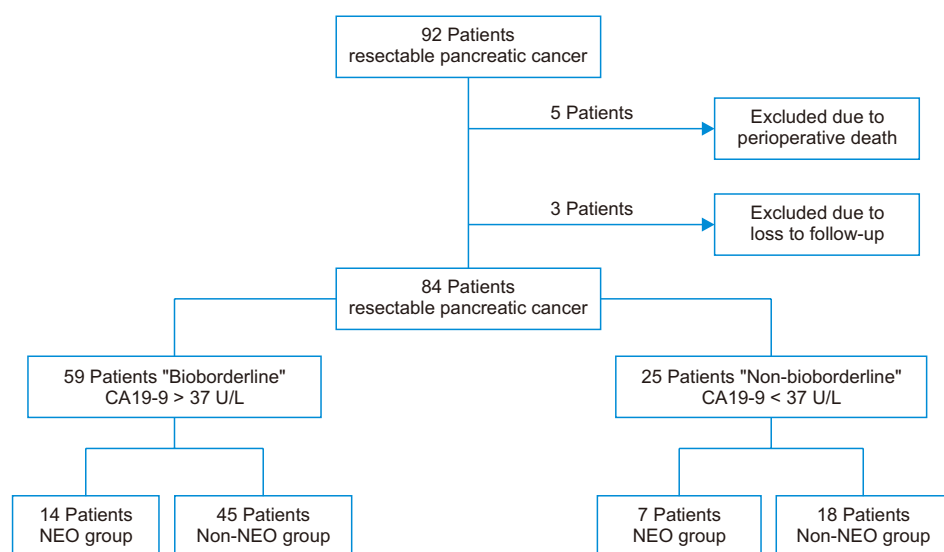 92 Patients
resectable pancreatic cancer
5 Patients
Excluded due to
perioperative death
3 Patients
Excluded due to
loss to follow-up
84 Patients
resectable pancreatic cancer
59 Patients "Bioborderline"
CA19-9 > 37 U/L
25 Patients "Non-bioborderline"
CA19-9 < 37 U/L
14 Patients
NEO group
45 Patients
Non-NEO group
7 Patients
NEO group
18 Patients
Non-NEO group